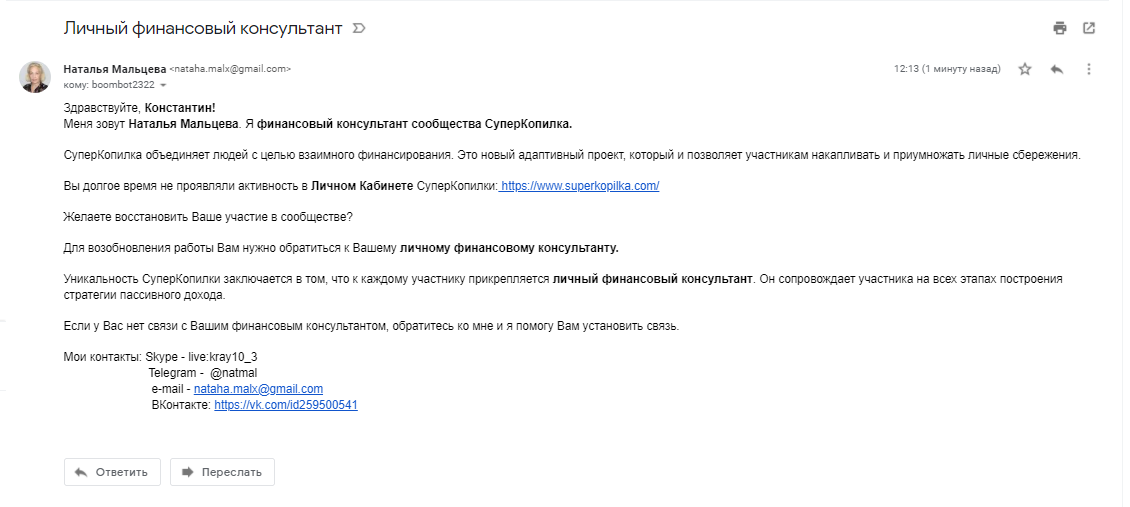 Личный финансовый консультант
Наталья Мальцева <nataha.malx@gmail.com>
12:13 (1 минуту назад)
кому: boombot2322
Здравствуйте, Константин!
Меня зовут Наталья Мальцева. Я финансовый консультант сообщества СуперКопилка.
СуперКопилка объединяет людей с целью взаимного финансирования. Это новый адаптивный проект, который и позволяет участникам накапливать и приумножать личные сбережения.
Вы долгое время не проявляли активность в Личном Кабинете СуперКопилки: https://www.superkopilka.com/
Желаете восстановить Ваше участие в сообществе?
Для возобновления работы Вам нужно обратиться к Вашему личному финансовому консультанту.
Уникальность СуперКопилки заключается в том, что к каждому участнику прикрепляется личный финансовый консультант. Он сопровождает участника на всех этапах построения
стратегии пассивного дохода.
Если у Вас нет связи с Вашим финансовым консультантом, обратитесь ко мне и я помогу Вам установить связь.
Мои контакты: Skype - live:kray10_3
Telegram - @natmal
e-mail - nataha.malx@gmail.com
ВКонтакте: https://vk.com/id259500541
Ответить
Переслать